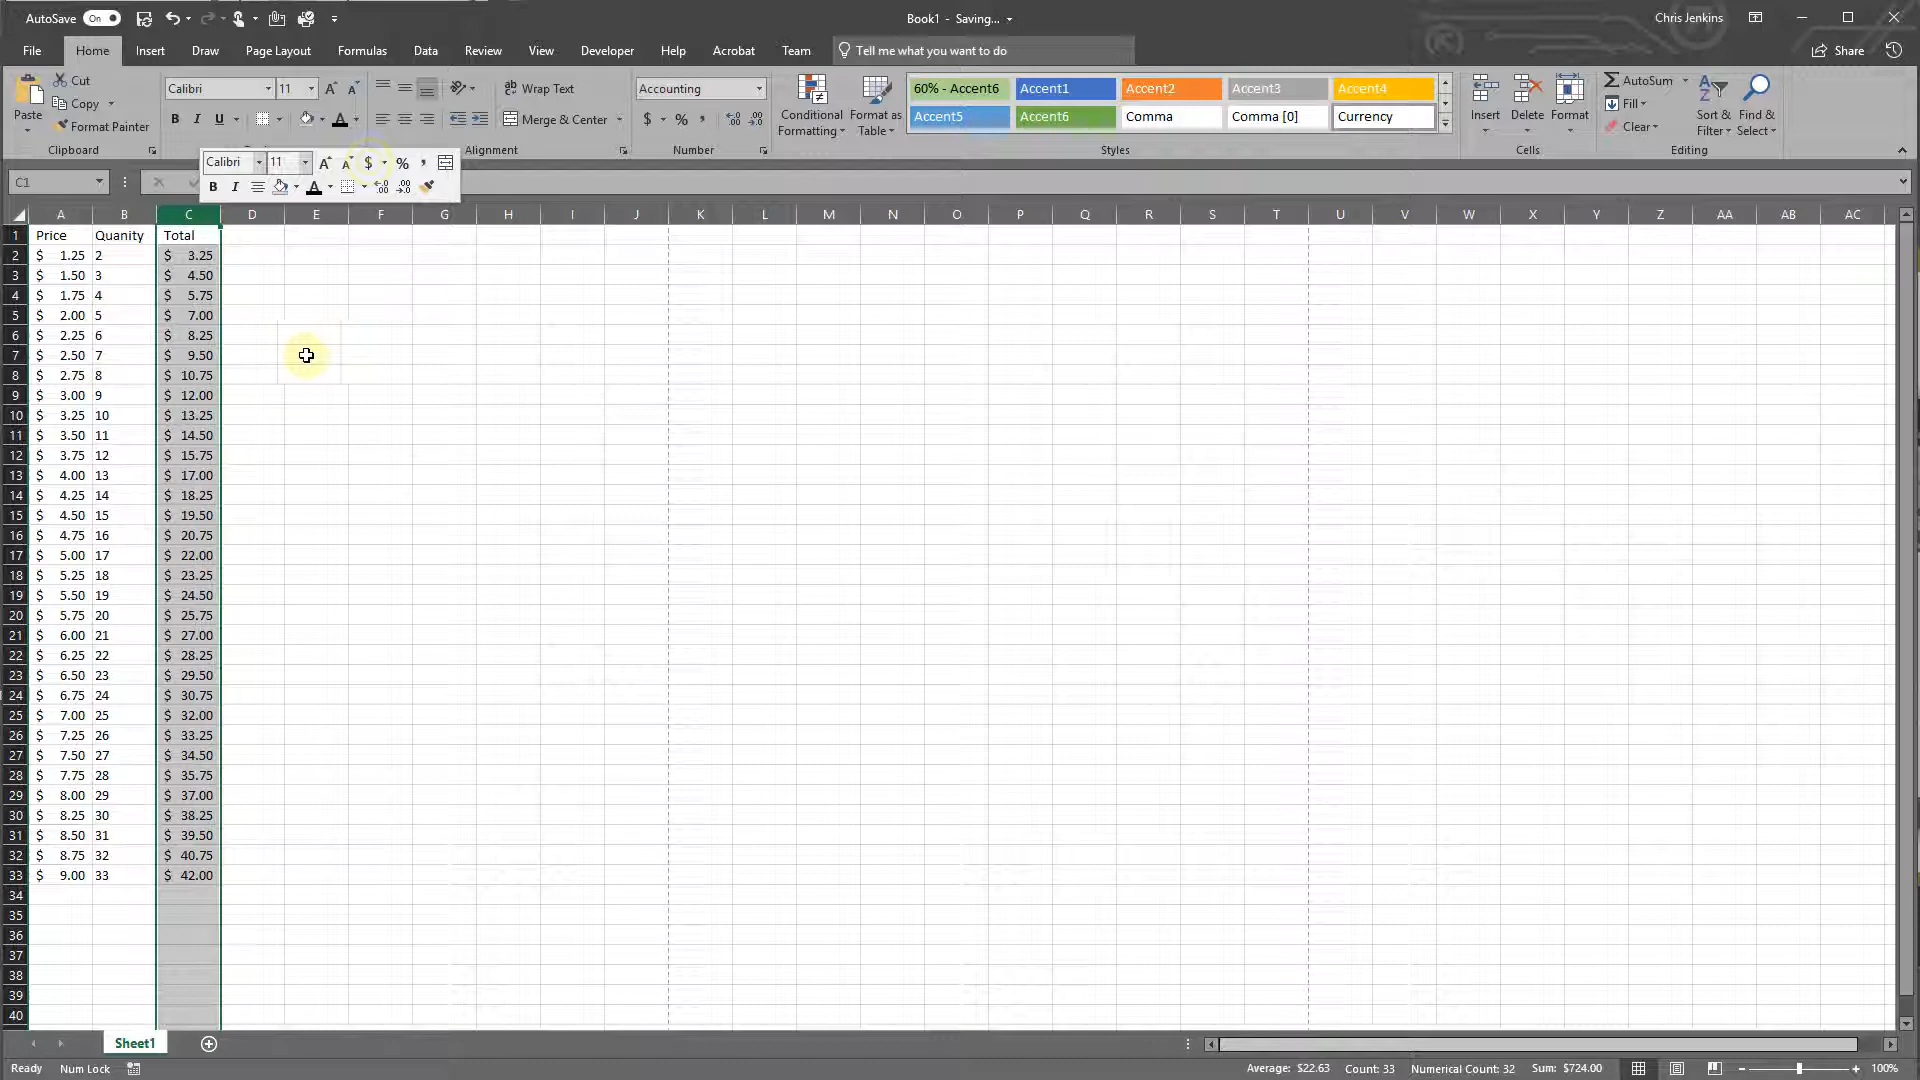 AutoSave On
Book1 - Saving...
Chris Jenkins
File Home Insert Draw Page Layout Formulas Data Review View Developer Help Acrobat Team Tell me what you want to do Share
Paste Cut Copy Format Painter
Calibri 11
Wrap Text
Merge & Center
Accounting
$ % ,
Conditional Formatting
Format as Table
60% - Accent6 Accent1 Accent2 Accent3 Accent4
Accent5 Accent6 Comma Comma [0] Currency
Insert Delete Format
AutoSum
Fill
Clear
Sort & Filter
Find & Select
Clipboard Alignment Number Styles Cells Editing
Calibri 11 $ % ,
B I A
C1
A B C D E F G H I J K L M N O P Q R S T U V W X Y Z AA AB AC
1 Price Quanity Total
2 $ 1.25 2 $ 3.25
3 $ 1.50 3 $ 4.50
4 $ 1.75 4 $ 5.75
5 $ 2.00 5 $ 7.00
6 $ 2.25 6 $ 8.25
7 $ 2.50 7 $ 9.50
8 $ 2.75 8 $ 10.75
9 $ 3.00 9 $ 12.00
10 $ 3.25 10 $ 13.25
11 $ 3.50 11 $ 14.50
12 $ 3.75 12 $ 15.75
13 $ 4.00 13 $ 17.00
14 $ 4.25 14 $ 18.25
15 $ 4.50 15 $ 19.50
16 $ 4.75 16 $ 20.75
17 $ 5.00 17 $ 22.00
18 $ 5.25 18 $ 23.25
19 $ 5.50 19 $ 24.50
20 $ 5.75 20 $ 25.75
21 $ 6.00 21 $ 27.00
22 $ 6.25 22 $ 28.25
23 $ 6.50 23 $ 29.50
24 $ 6.75 24 $ 30.75
25 $ 7.00 25 $ 32.00
26 $ 7.25 26 $ 33.25
27 $ 7.50 27 $ 34.50
28 $ 7.75 28 $ 35.75
29 $ 8.00 29 $ 37.00
30 $ 8.25 30 $ 38.25
31 $ 8.50 31 $ 39.50
32 $ 8.75 32 $ 40.75
33 $ 9.00 33 $ 42.00
34
35
36
37
38
39
40
Sheet1
Ready Num Lock Average: $22.63 Count: 33 Numerical Count: 32 Sum: $724.00 100%